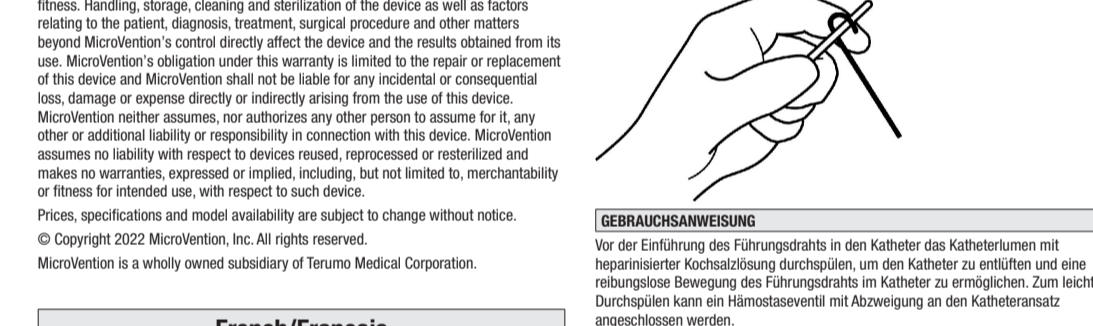 fitness. Handling, storage, cleaning and sterilization of the device as well as factors
relating to the patient, diagnosis, treatment, surgical procedure and other matters
beyond MicroVention's control directly affect the device and the results obtained from its
use. MicroVention's obligation under this warranty is limited to the repair or replacement
of this device and MicroVention shall not be liable for any incidental or consequential
loss, damage or expense directly or indirectly arising from the use of this device.
MicroVention neither assumes, nor authorizes any other person to assume for it, any
other or additional liability or responsibility in connection with this device. MicroVention
assumes no liability with respect to devices reused, reprocessed or resterilized and
makes no warranties, expressed or implied, including, but not limited to, merchantability
or fitness for intended use, with respect to such device.
Prices, specifications and model availability are subject to change without notice.
© Copyright 2022 MicroVention, Inc. All rights reserved.
MicroVention is a wholly owned subsidiary of Terumo Medical Corporation.
French/Français
GEBRAUCHSANWEISUNG
Vor der Einführung des Führungsdrahts in den Katheter das Katheterlumen mit
heparinisierter Kochsalzlösung durchspülen, um den Katheter zu entlüften und eine
reibungslose Bewegung des Führungsdrahts im Katheter zu ermöglichen. Zum leicht
Durchspülen kann ein Hämostaseventil mit Abzweigung an den Katheteransatz
angeschlossen werden.